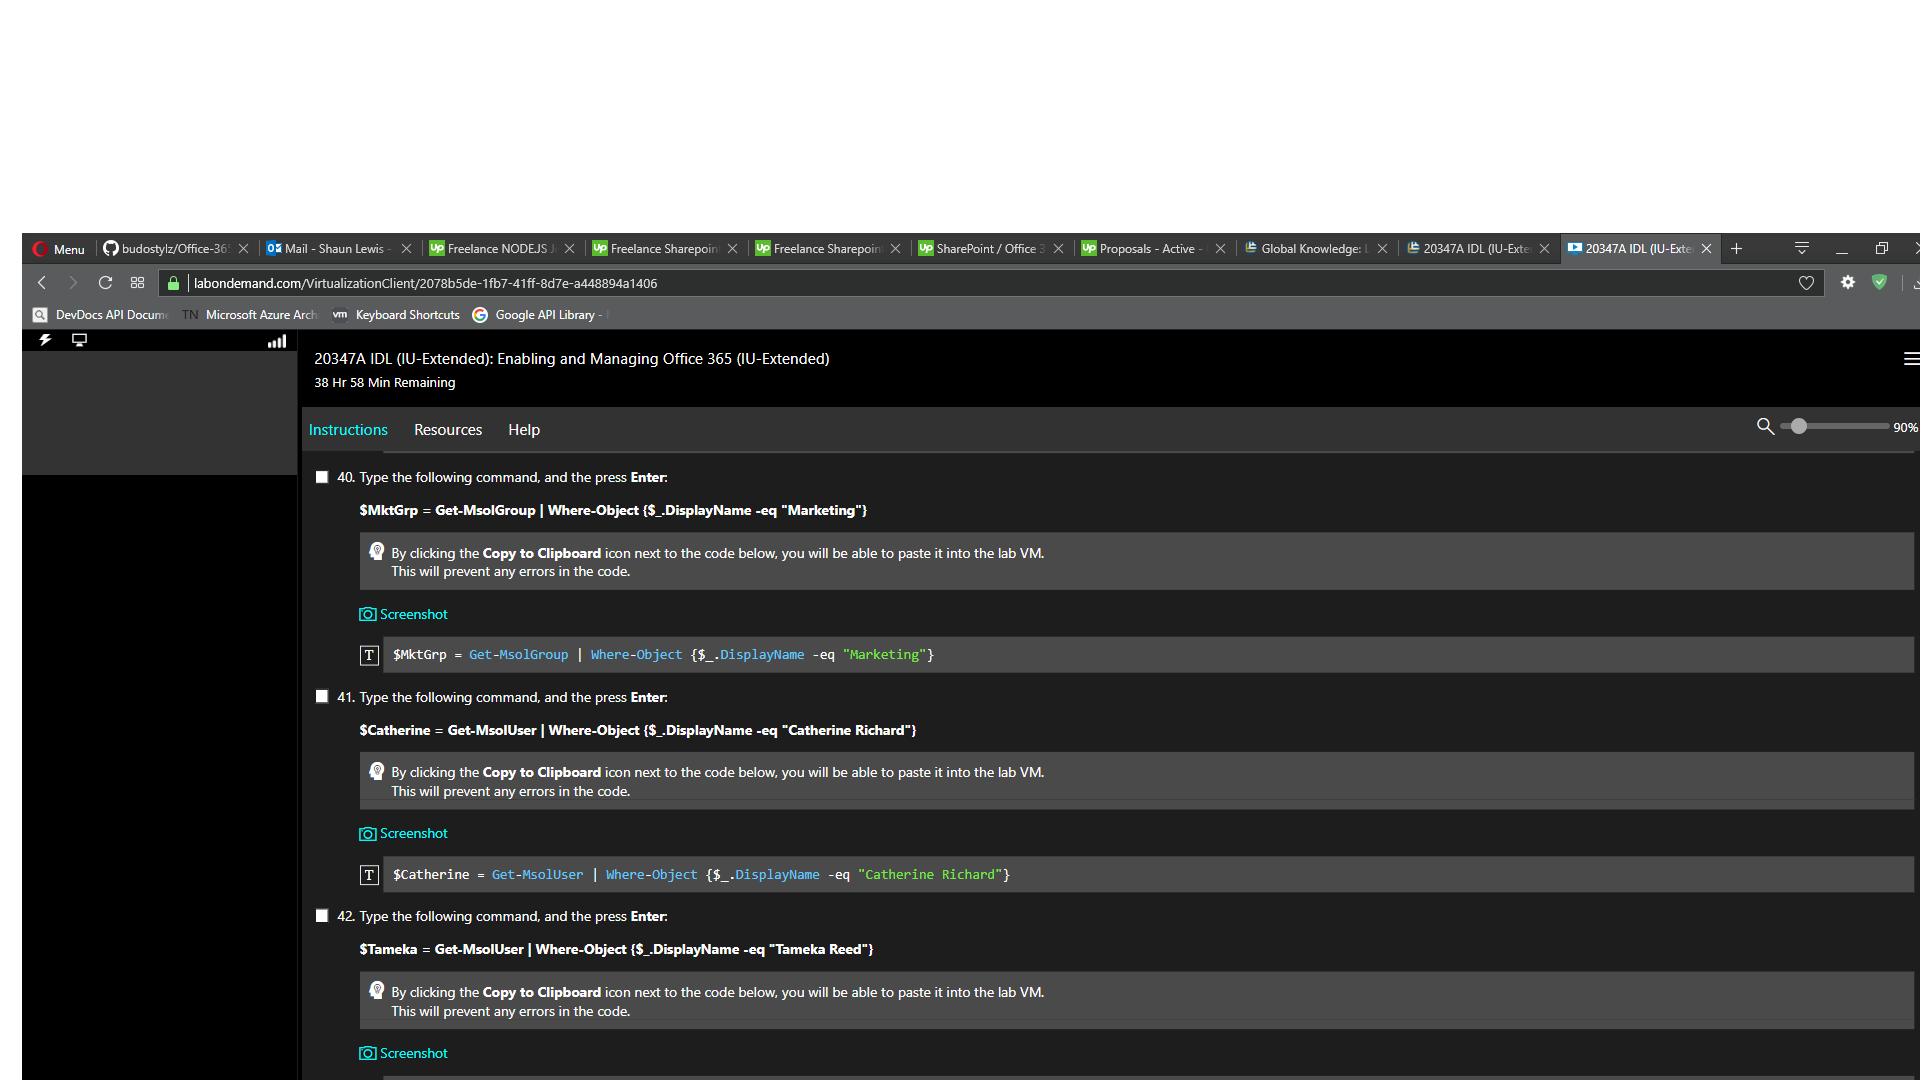 Menu
budostylz/Office-365
Mail - Shaun Lewis -
Freelance NODEJS J
Freelance Sharepoin
Freelance Sharepoin
SharePoint / Office 3
Proposals - Active -
Global Knowledge: L
20347A IDL (IU-Exte
20347A IDL (IU-Exte
labondemand.com/VirtualizationClient/2078b5de-1fb7-41ff-8d7e-a448894a1406
DevDocs API Docum
TN Microsoft Azure Arch
vm Keyboard Shortcuts
Google API Library -
20347A IDL (IU-Extended): Enabling and Managing Office 365 (IU-Extended)
38 Hr 58 Min Remaining
Instructions Resources Help
90%
40. Type the following command, and the press Enter:
$MktGrp = Get-MsolGroup | Where-Object {$_.DisplayName -eq "Marketing"}
By clicking the Copy to Clipboard icon next to the code below, you will be able to paste it into the lab VM.
This will prevent any errors in the code.
Screenshot
T $MktGrp = Get-MsolGroup | Where-Object {$_.DisplayName -eq "Marketing"}
41. Type the following command, and the press Enter:
$Catherine = Get-MsolUser | Where-Object {$_.DisplayName -eq "Catherine Richard"}
By clicking the Copy to Clipboard icon next to the code below, you will be able to paste it into the lab VM.
This will prevent any errors in the code.
Screenshot
T $Catherine = Get-MsolUser | Where-Object {$_.DisplayName -eq "Catherine Richard"}
42. Type the following command, and the press Enter:
$Tameka = Get-MsolUser | Where-Object {$_.DisplayName -eq "Tameka Reed"}
By clicking the Copy to Clipboard icon next to the code below, you will be able to paste it into the lab VM.
This will prevent any errors in the code.
Screenshot